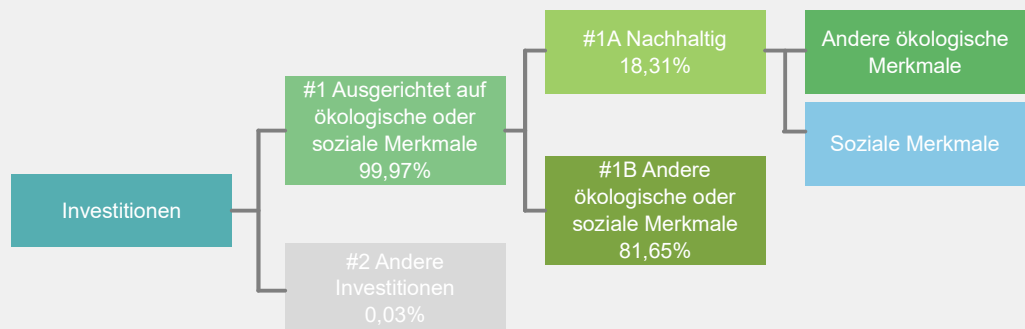 Investitionen
#1 Ausgerichtet auf
ökologische oder
soziale Merkmale
99,97%
#2 Andere
Investitionen
0,03%
#1A Nachhaltig
18,31%
#1B Andere
ökologische oder
soziale Merkmale
81,65%
Andere ökologische
Merkmale
Soziale Merkmale